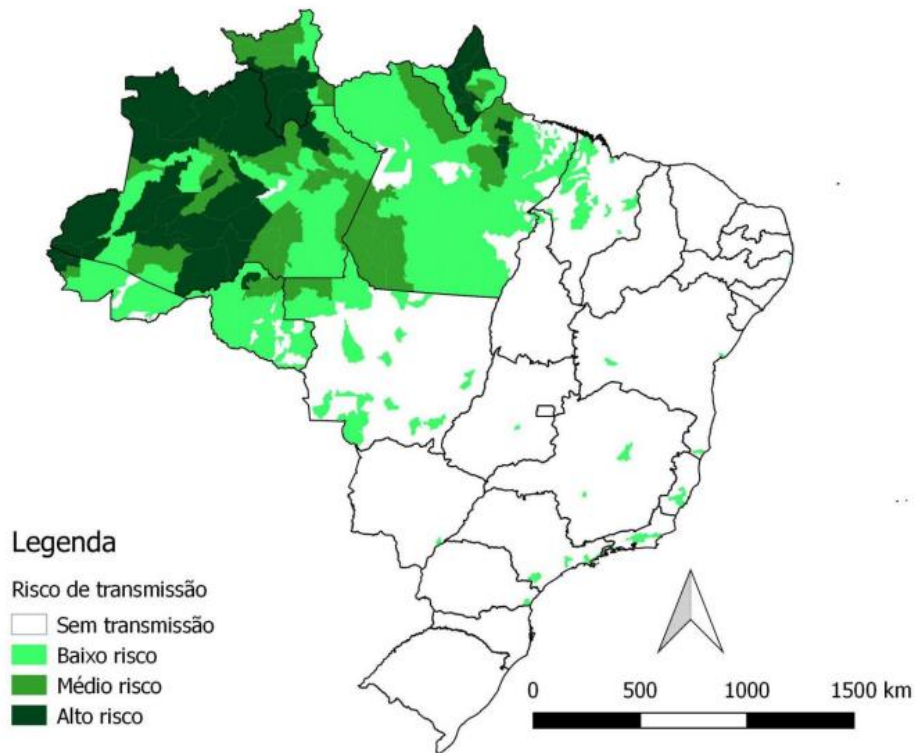 Legenda
Risco de transmissão
Sem transmissão
Baixo risco
Médio risco
Alto risco
0 500 1000 1500 km